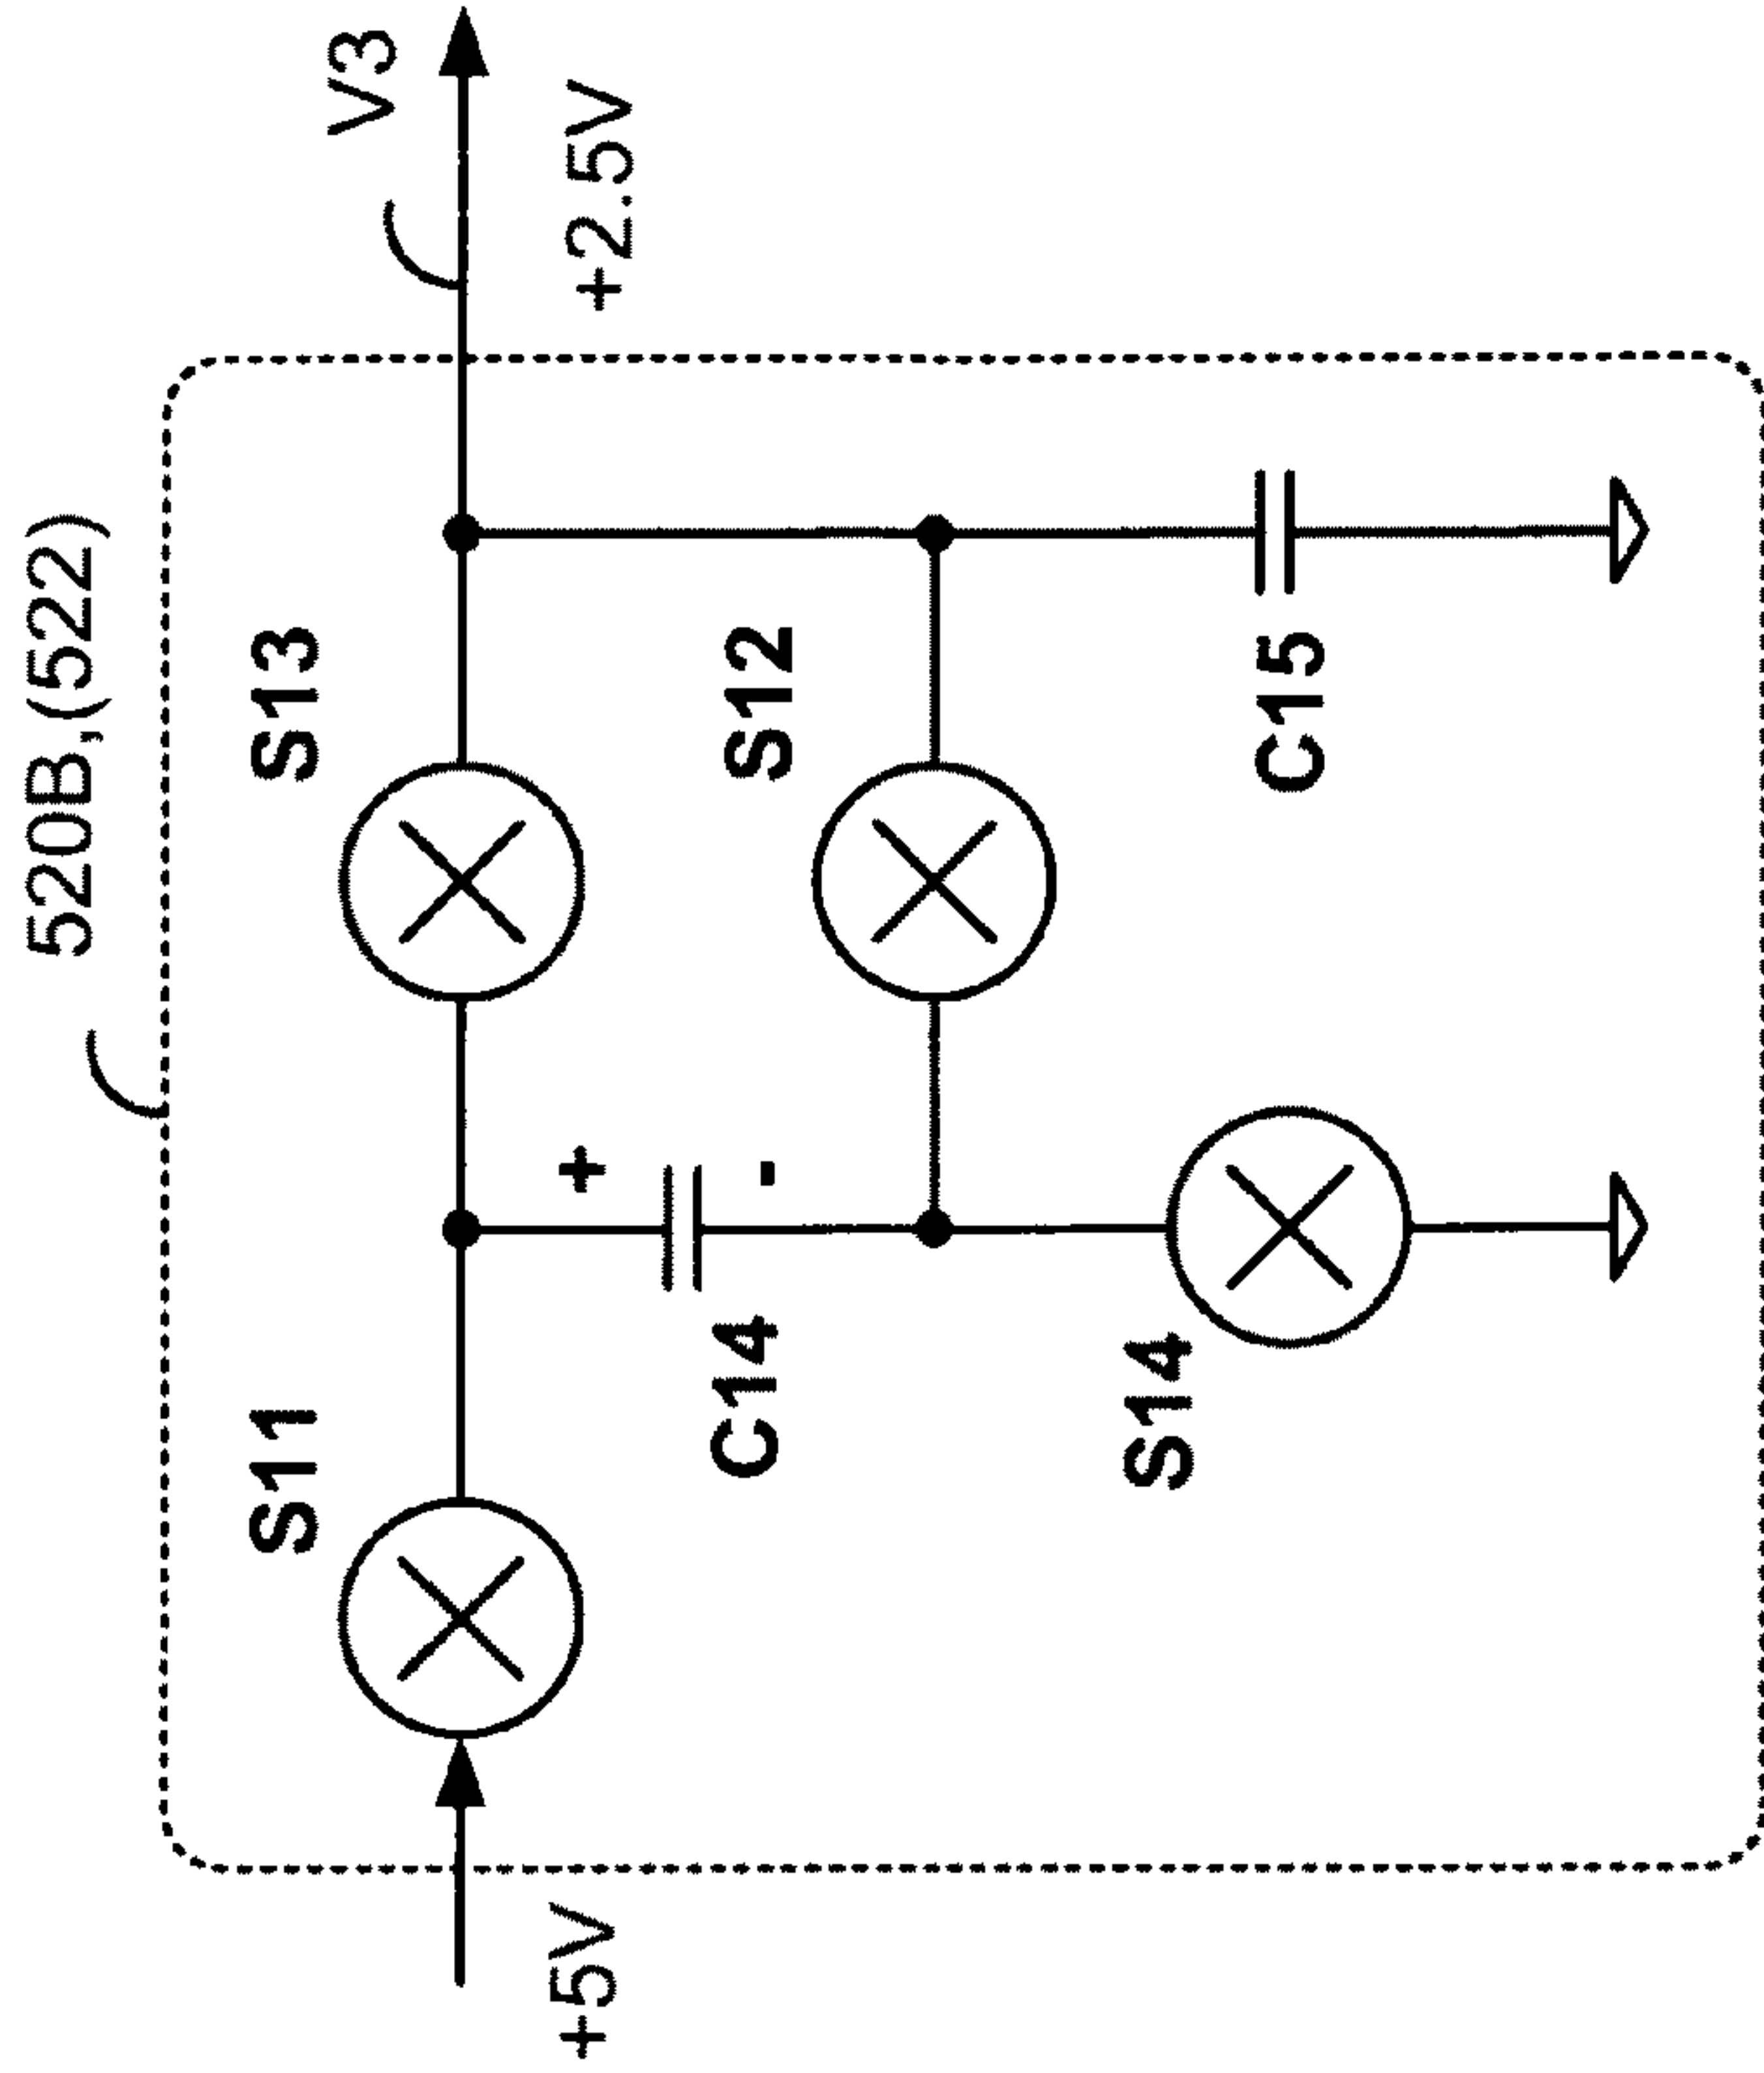 520B,(522)
V3
S11
S13
+5V
+2.5V
+
C14
-
S12
S14
C15